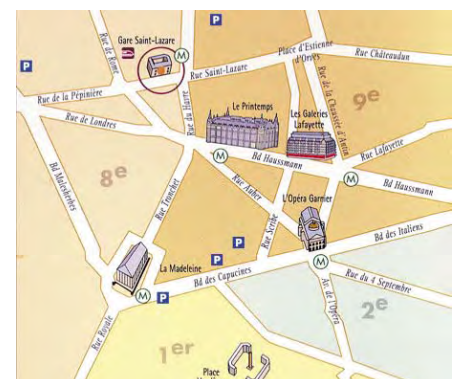 P
Gare Saint-Lazare
M
Rue de Rome
P
Rue Saint-Lazare
Place d'Estienne
d'Orves
Rue Châteaudun
Rue de la Pépinière
Rue du Havre
Rue de Londres
Le Printemps
Les Galeries
Lafayette
Rue de la Chaussée d'Antin
9e
M
Bd Haussmann
M
Rue Lafayette
Bd Haussmann
Bd Malesherbes
8e
Rue Tronchet
Rue Auber
Rue Scribe
L'Opéra Garnier
Bd des Italiens
P
P
La Madeleine
M
P
Bd des Capucines
M
Rue du 4 Septembre
Av. de l'Opéra
2e
Rue Royale
1er
Place